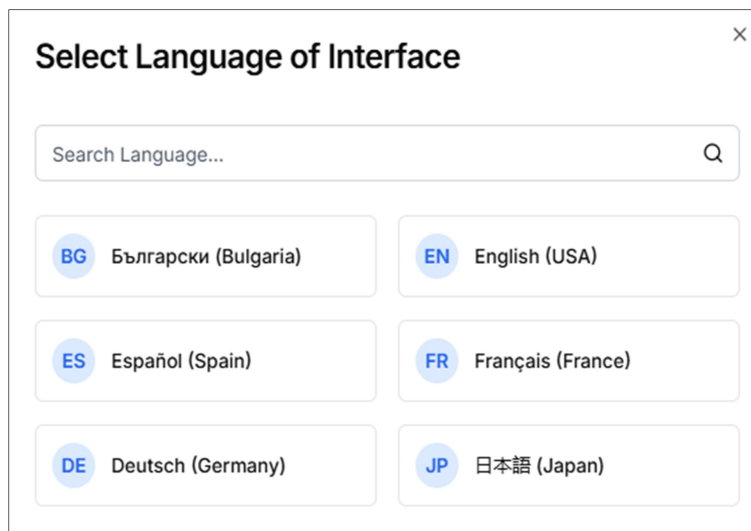 Select Language of Interface
Search Language...
BG Български (Bulgaria)
EN English (USA)
ES Español (Spain)
FR Français (France)
DE Deutsch (Germany)
JP 日本語 (Japan)